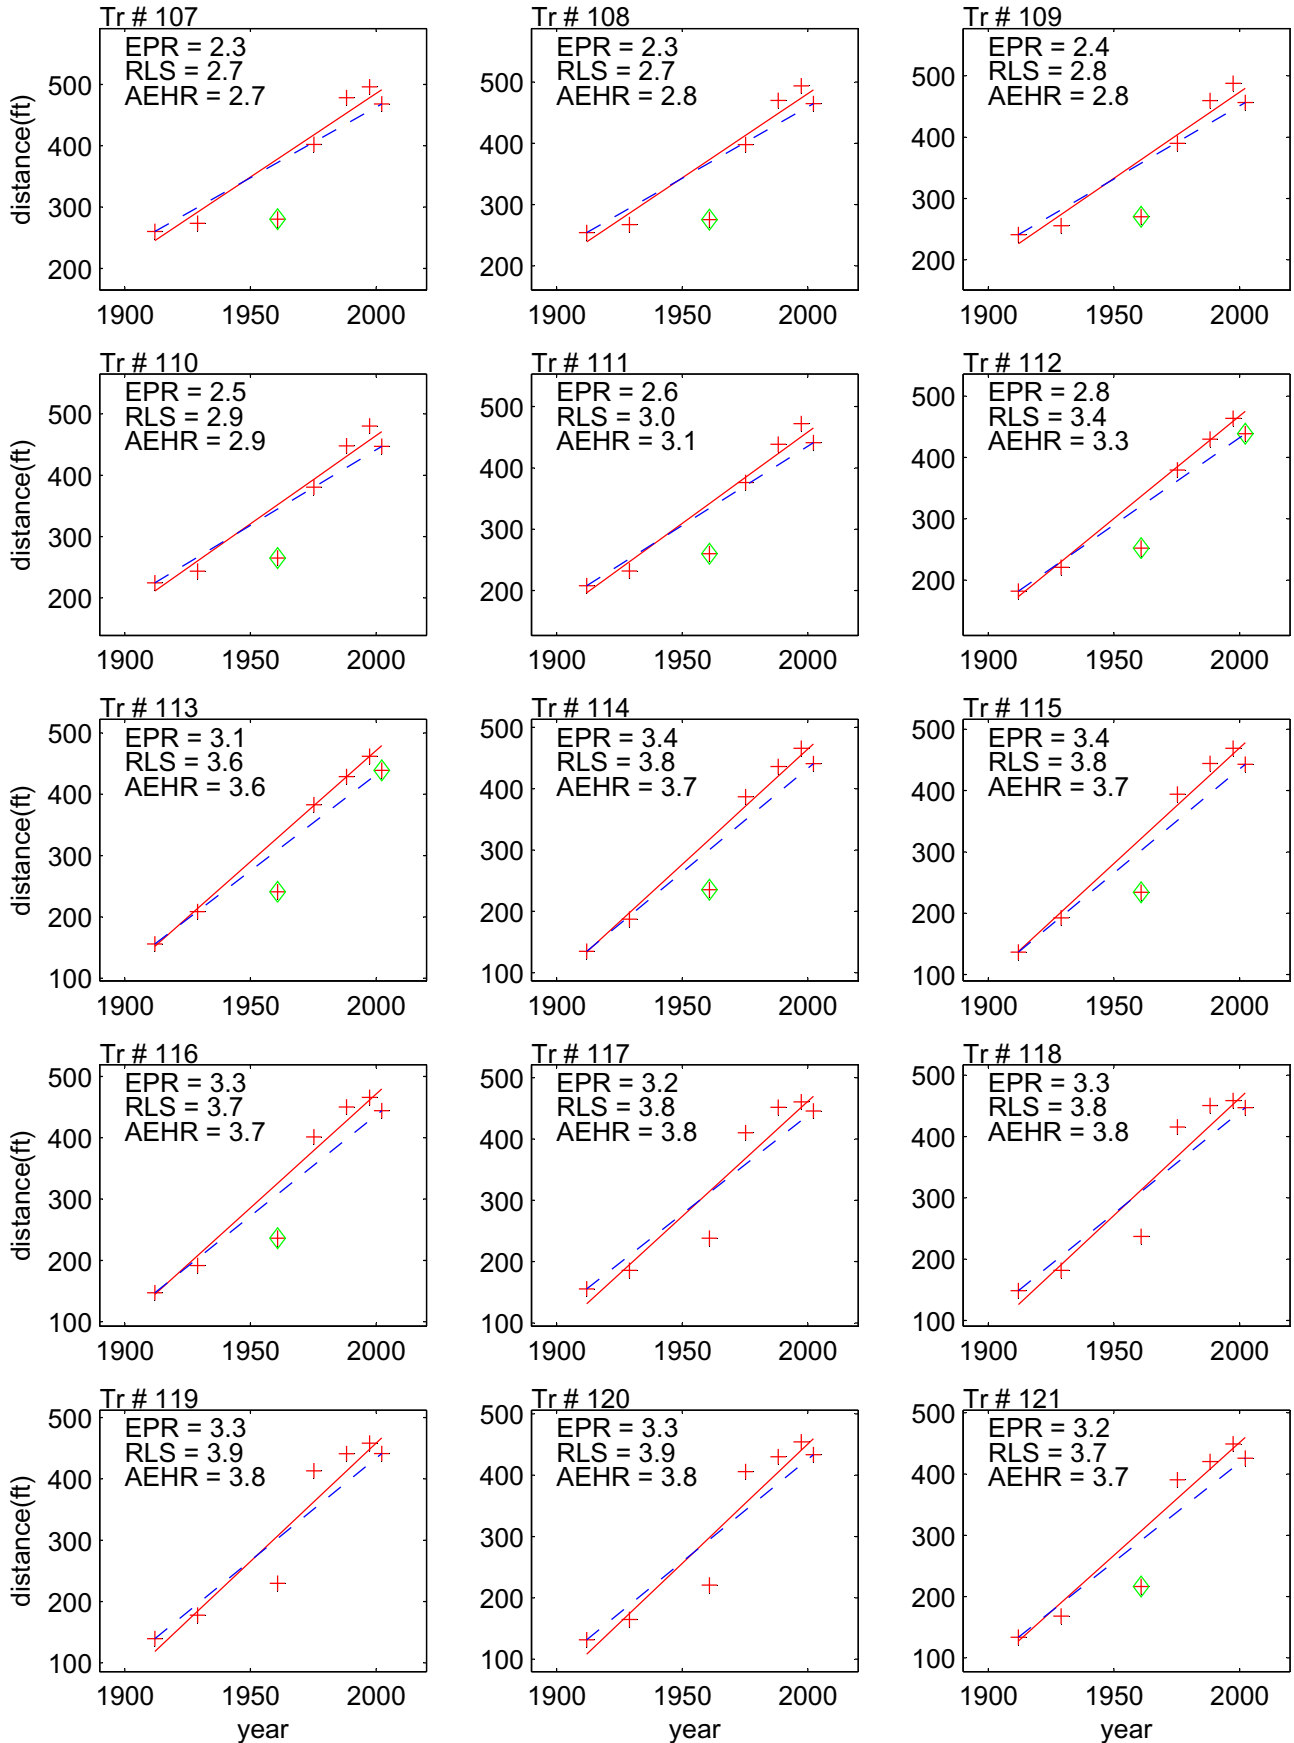 Tr # 107
EPR = 2.3
RLS = 2.7
AEHR = 2.7
distance(ft)
500
400
300
200
1900
1950
2000
Tr # 108
EPR = 2.3
RLS = 2.7
AEHR = 2.8
500
400
300
200
1900
1950
2000
Tr # 109
EPR = 2.4
RLS = 2.8
AEHR = 2.8
500
400
300
200
1900
1950
2000
Tr # 110
EPR = 2.5
RLS = 2.9
AEHR = 2.9
distance(ft)
500
400
300
200
1900
1950
2000
Tr # 111
EPR = 2.6
RLS = 3.0
AEHR = 3.1
500
400
300
200
1900
1950
2000
Tr # 112
EPR = 2.8
RLS = 3.4
AEHR = 3.3
500
400
300
200
1900
1950
2000
Tr # 113
EPR = 3.1
RLS = 3.6
AEHR = 3.6
distance(ft)
500
400
300
200
100
1900
1950
2000
Tr # 114
EPR = 3.4
RLS = 3.8
AEHR = 3.7
500
400
300
200
100
1900
1950
2000
Tr # 115
EPR = 3.4
RLS = 3.8
AEHR = 3.7
500
400
300
200
100
1900
1950
2000
Tr # 116
EPR = 3.3
RLS = 3.7
AEHR = 3.7
distance(ft)
500
400
300
200
100
1900
1950
2000
Tr # 117
EPR = 3.2
RLS = 3.8
AEHR = 3.8
500
400
300
200
100
1900
1950
2000
Tr # 118
EPR = 3.3
RLS = 3.8
AEHR = 3.8
500
400
300
200
100
1900
1950
2000
Tr # 119
EPR = 3.3
RLS = 3.9
AEHR = 3.8
distance(ft)
500
400
300
200
100
1900
1950
2000
year
Tr # 120
EPR = 3.3
RLS = 3.9
AEHR = 3.8
500
400
300
200
100
1900
1950
2000
year
Tr # 121
EPR = 3.2
RLS = 3.7
AEHR = 3.7
500
400
300
200
100
1900
1950
2000
year